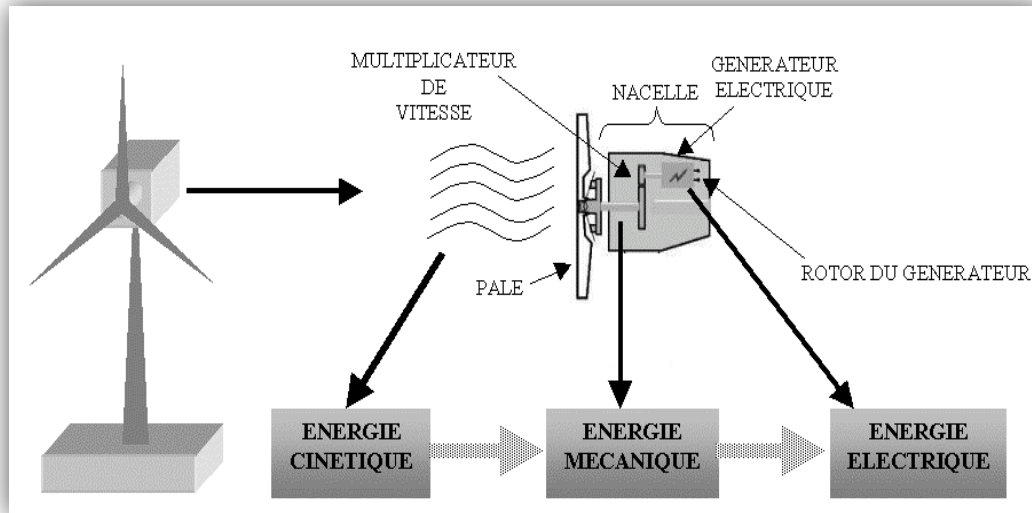 MULTIPLICATEUR
DE
VITESSE
GENERATEUR
ELECTRIQUE
NACELLE
PALE
ROTOR DU GENERATEUR
ENERGIE
CINETIQUE
ENERGIE
MECANIQUE
ENERGIE
ELECTRIQUE